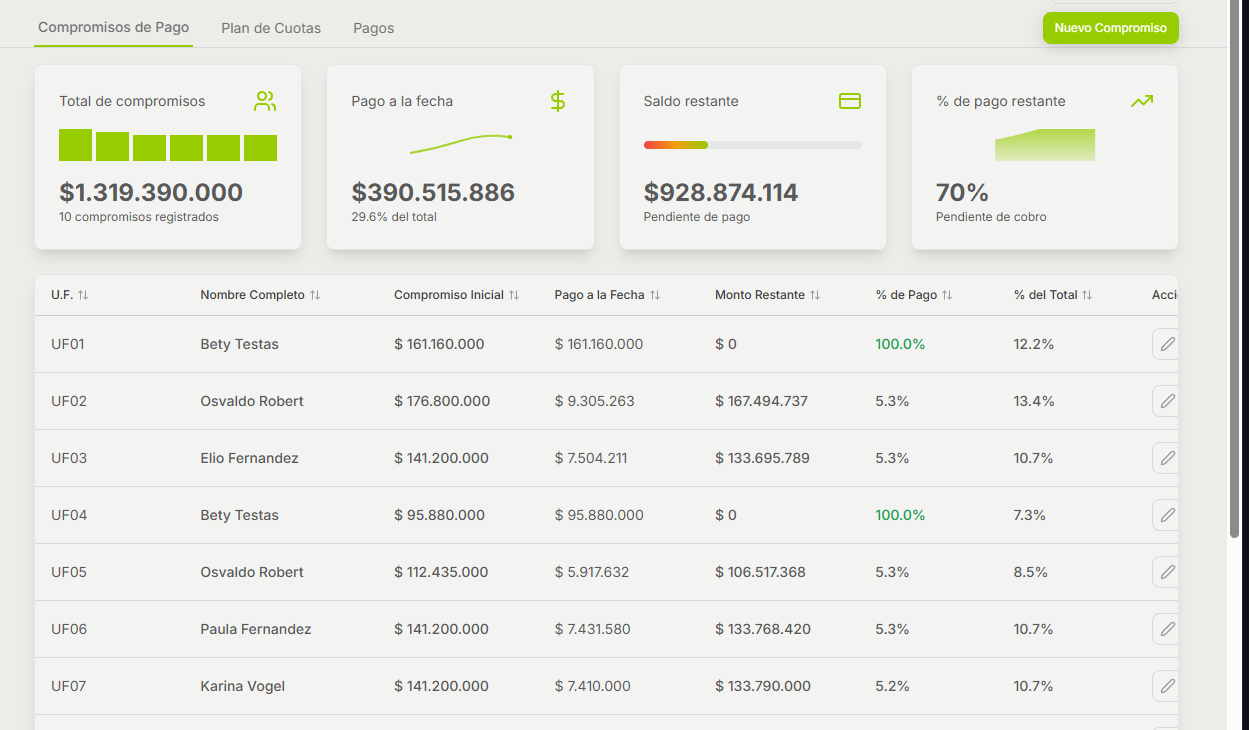 Compromisos de Pago Plan de Cuotas Pagos Nuevo Compromiso
Total de compromisos
$1.319.390.000
10 compromisos registrados
Pago a la fecha
$390.515.886
29.6% del total
Saldo restante
$928.874.114
Pendiente de pago
% de pago restante
70%
Pendiente de cobro
U.F. Nombre Completo Compromiso Inicial Pago a la Fecha Monto Restante % de Pago % del Total
UF01 Bety Testas $ 161.160.000 $ 161.160.000 $ 0 100.0% 12.2%
UF02 Osvaldo Robert $ 176.800.000 $ 9.305.263 $ 167.494.737 5.3% 13.4%
UF03 Elio Fernandez $ 141.200.000 $ 7.504.211 $ 133.695.789 5.3% 10.7%
UF04 Bety Testas $ 95.880.000 $ 95.880.000 $ 0 100.0% 7.3%
UF05 Osvaldo Robert $ 112.435.000 $ 5.917.632 $ 106.517.368 5.3% 8.5%
UF06 Paula Fernandez $ 141.200.000 $ 7.431.580 $ 133.768.420 5.3% 10.7%
UF07 Karina Vogel $ 141.200.000 $ 7.410.000 $ 133.790.000 5.2% 10.7%